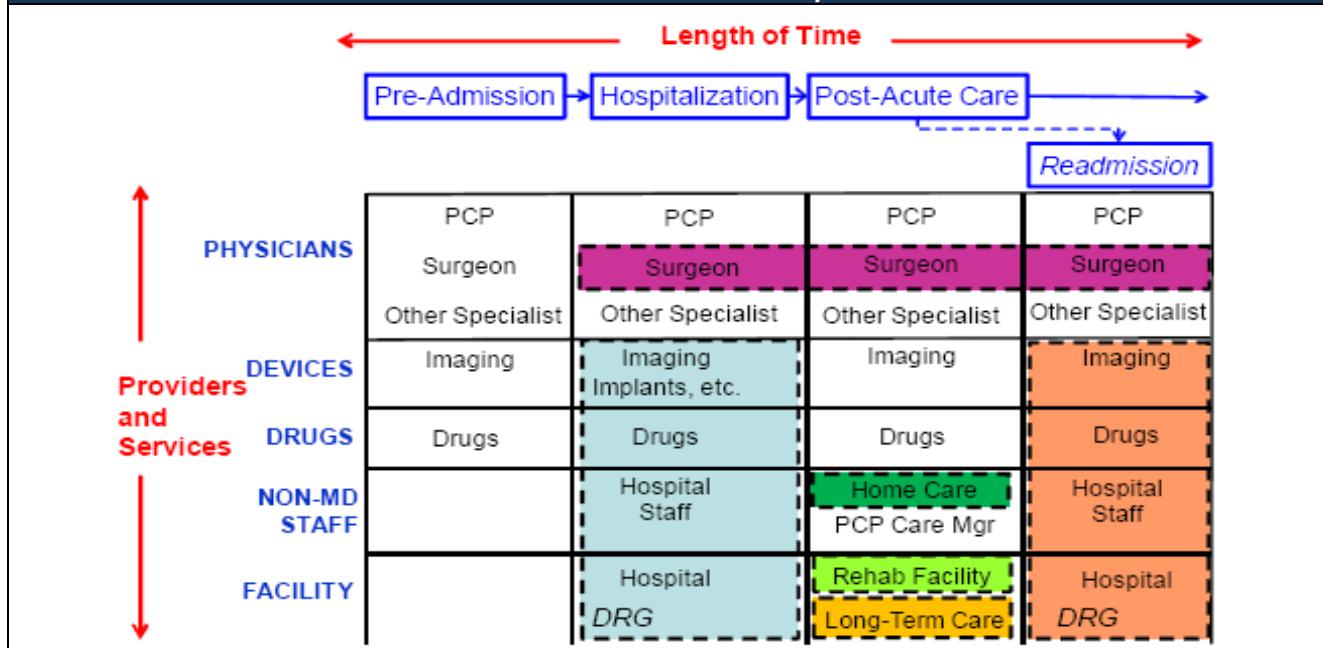 Length of Time
Pre-Admission
Hospitalization
Post-Acute Care
Readmission
Providers
and
Services
PHYSICIANS
PCP
PCP
PCP
PCP
Surgeon
Surgeon
Surgeon
Surgeon
Other Specialist
Other Specialist
Other Specialist
Other Specialist
DEVICES
Imaging
Imaging
Implants, etc.
Imaging
Imaging
DRUGS
Drugs
Drugs
Drugs
Drugs
NON-MD
STAFF
Hospital
Staff
Home Care
PCP Care Mgr
Hospital
Staff
FACILITY
Hospital
DRG
Rehab Facility
Long-Term Care
Hospital
DRG